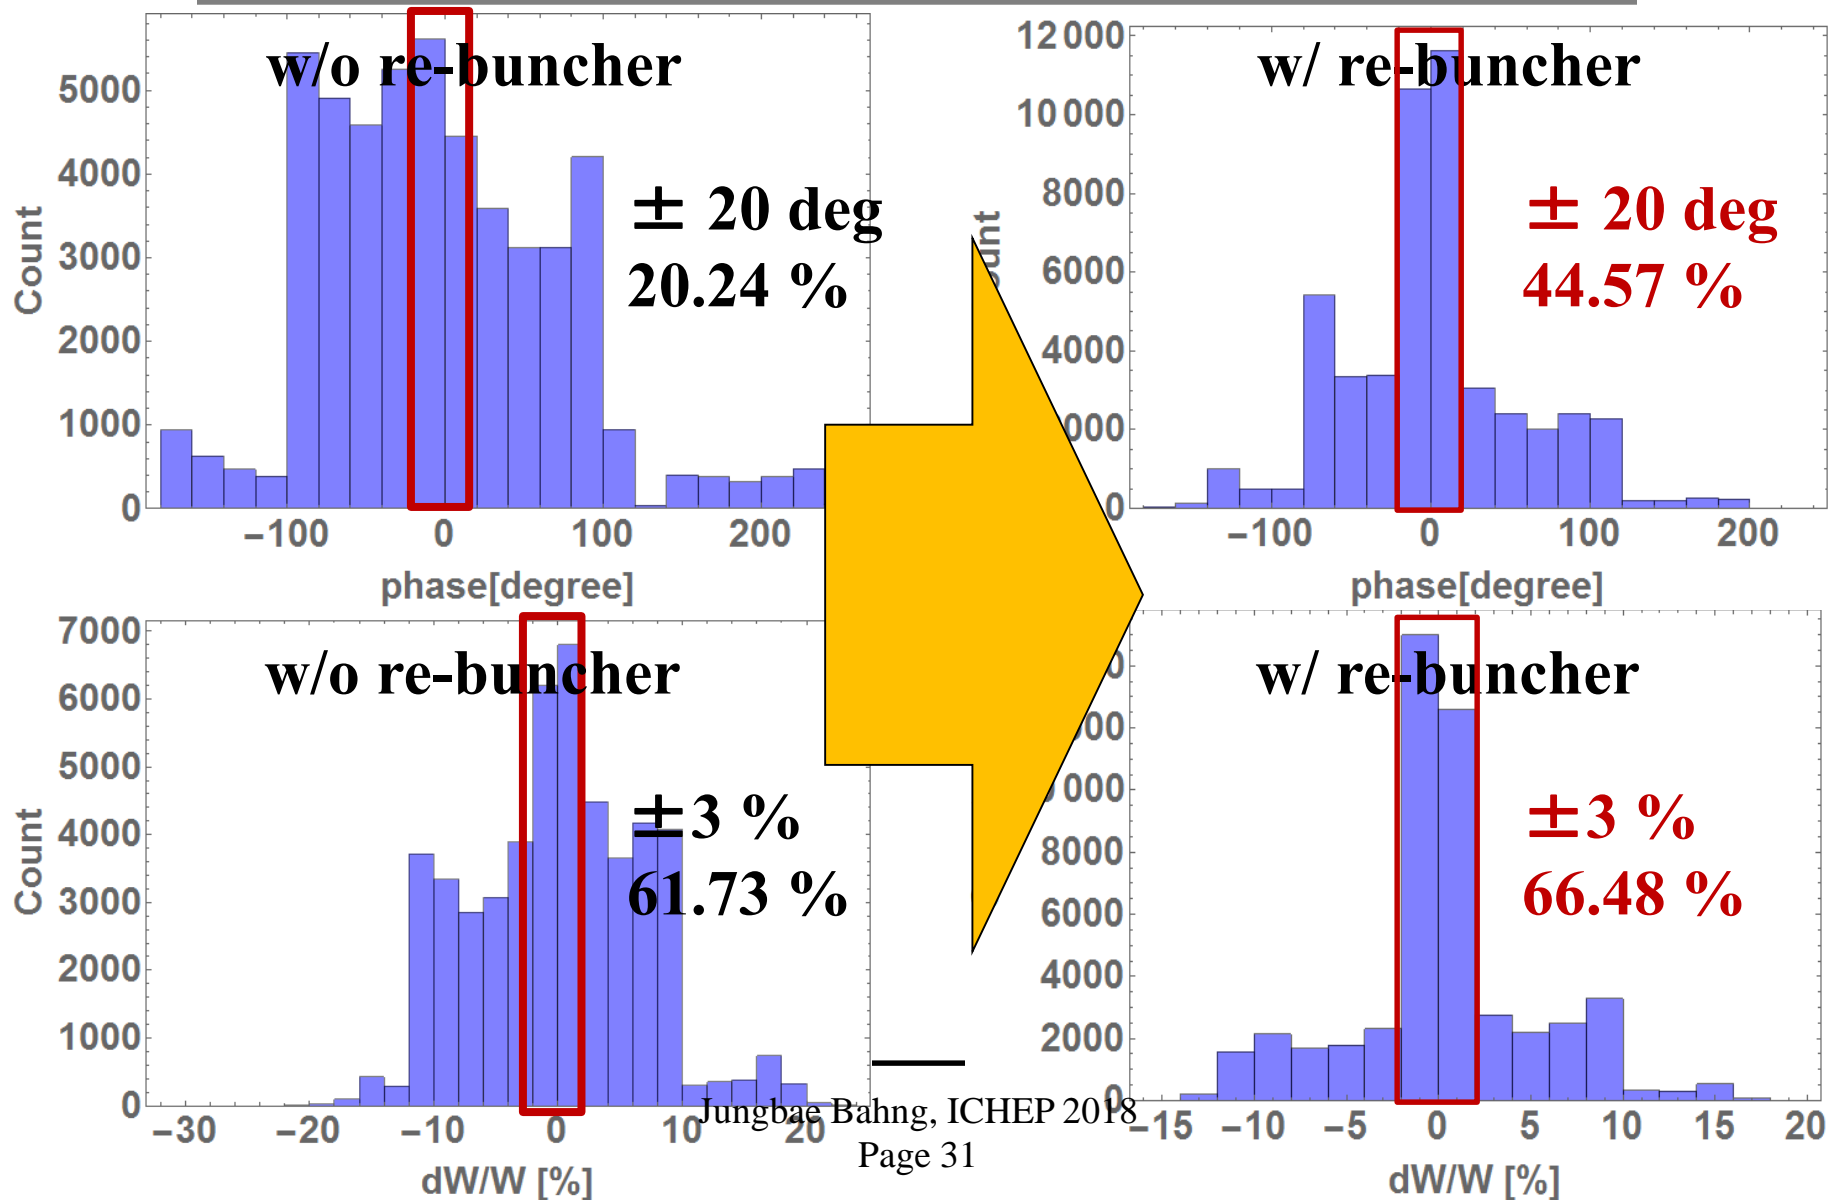 w/o re-buncher
± 20 deg
20.24 %
Count
5000
4000
3000
2000
1000
0
−100 0 100 200
phase[degree]
w/ re-buncher
± 20 deg
44.57 %
12 000
10 000
8000
6000
4000
0
−100 0 100 200
phase[degree]
w/o re-buncher
±3 %
61.73 %
Count
7000
6000
5000
4000
3000
2000
1000
0
−30 −20 −10 0 10 20
dW/W [%]
w/ re-buncher
±3 %
66.48 %
8000
6000
4000
2000
0
−15 −10 −5 0 5 10 15 20
dW/W [%]
Jungbae Bahng, ICHEP 2018
Page 31